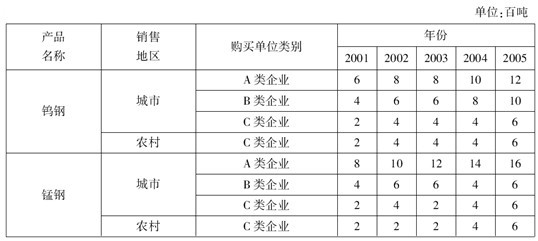 单位:百吨
产品名称 销售地区 购买单位类别 年份
2001 2002 2003 2004 2005
钨钢 城市 A 类企业 6 8 8 10 12
B 类企业 4 6 6 8 10
C 类企业 2 4 4 4 6
农村 C 类企业 2 4 4 4 6
锰钢 城市 A 类企业 8 10 12 14 16
B 类企业 4 6 6 4 6
C 类企业 2 4 2 4 6
农村 C 类企业 2 2 2 4 6